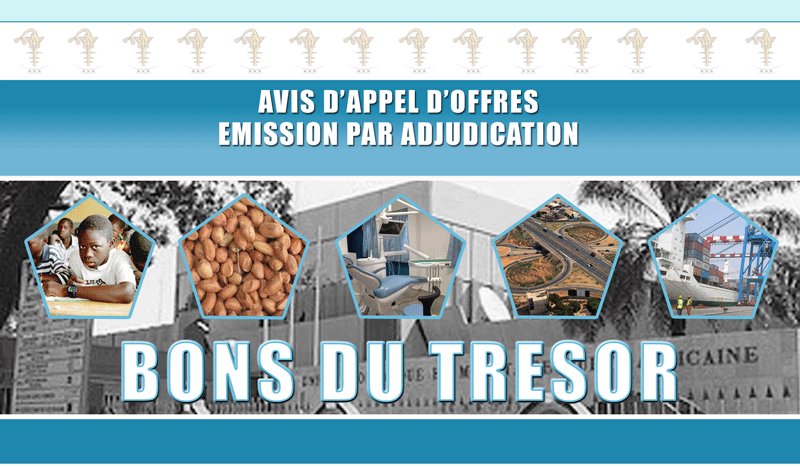 AVIS D'APPEL D'OFFRES
EMISSION PAR ADJUDICATION
BONS DU TRESOR